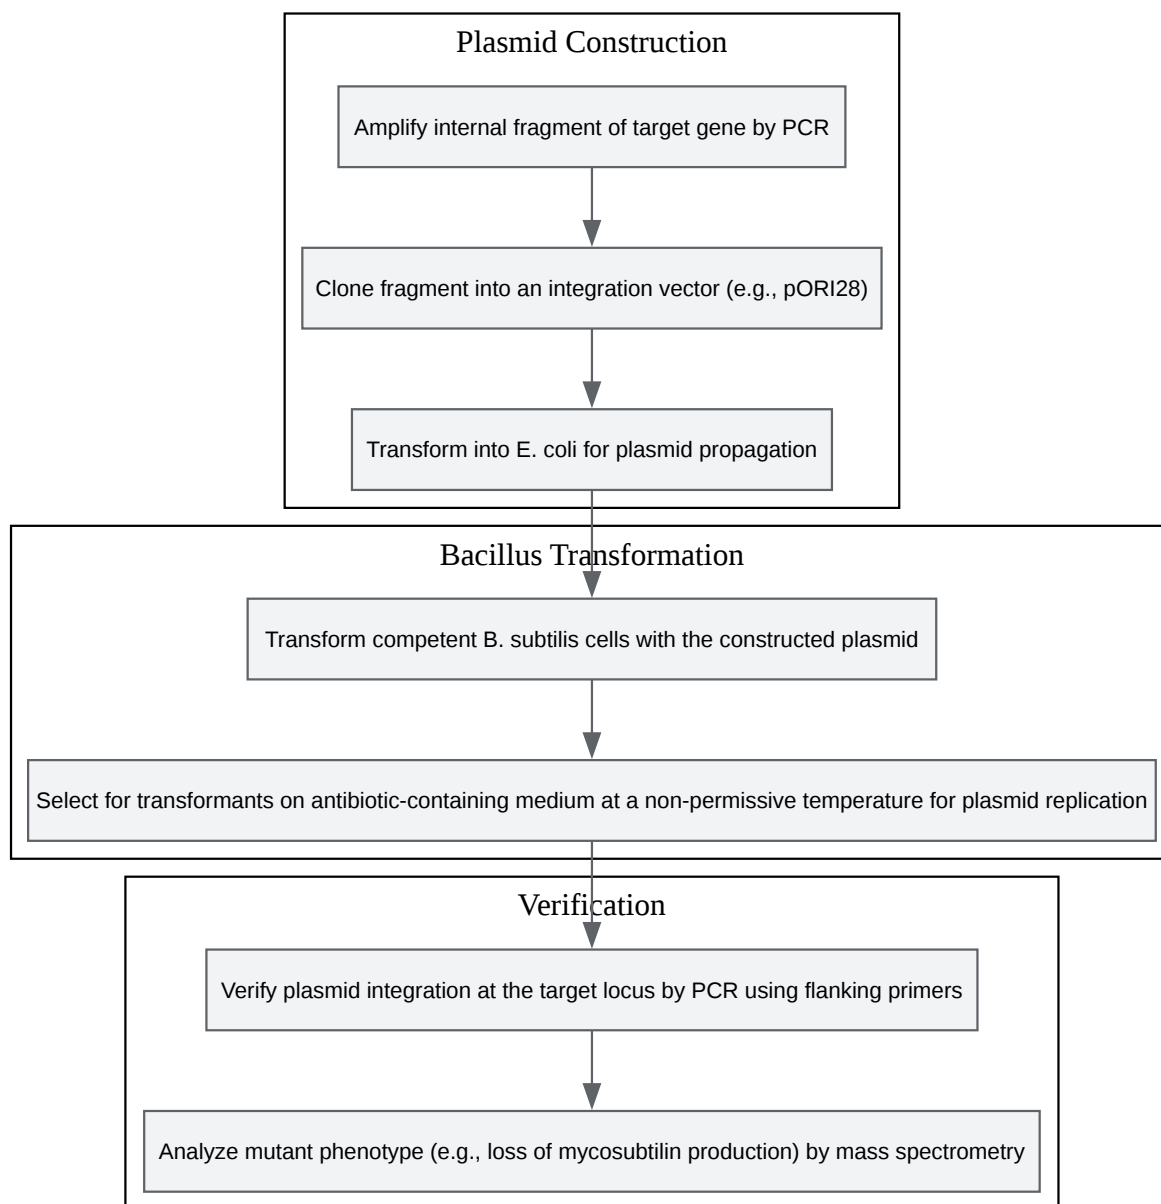 Plasmid Construction
Amplify internal fragment of target gene by PCR
Clone fragment into an integration vector (e.g., pORI28)
Transform into E. coli for plasmid propagation
Bacillus Transformation
Transform competent B. subtilis cells with the constructed plasmid
Select for transformants on antibiotic-containing medium at a non-permissive temperature for plasmid replication
Verification
Verify plasmid integration at the target locus by PCR using flanking primers
Analyze mutant phenotype (e.g., loss of mycosubtilin production) by mass spectrometry